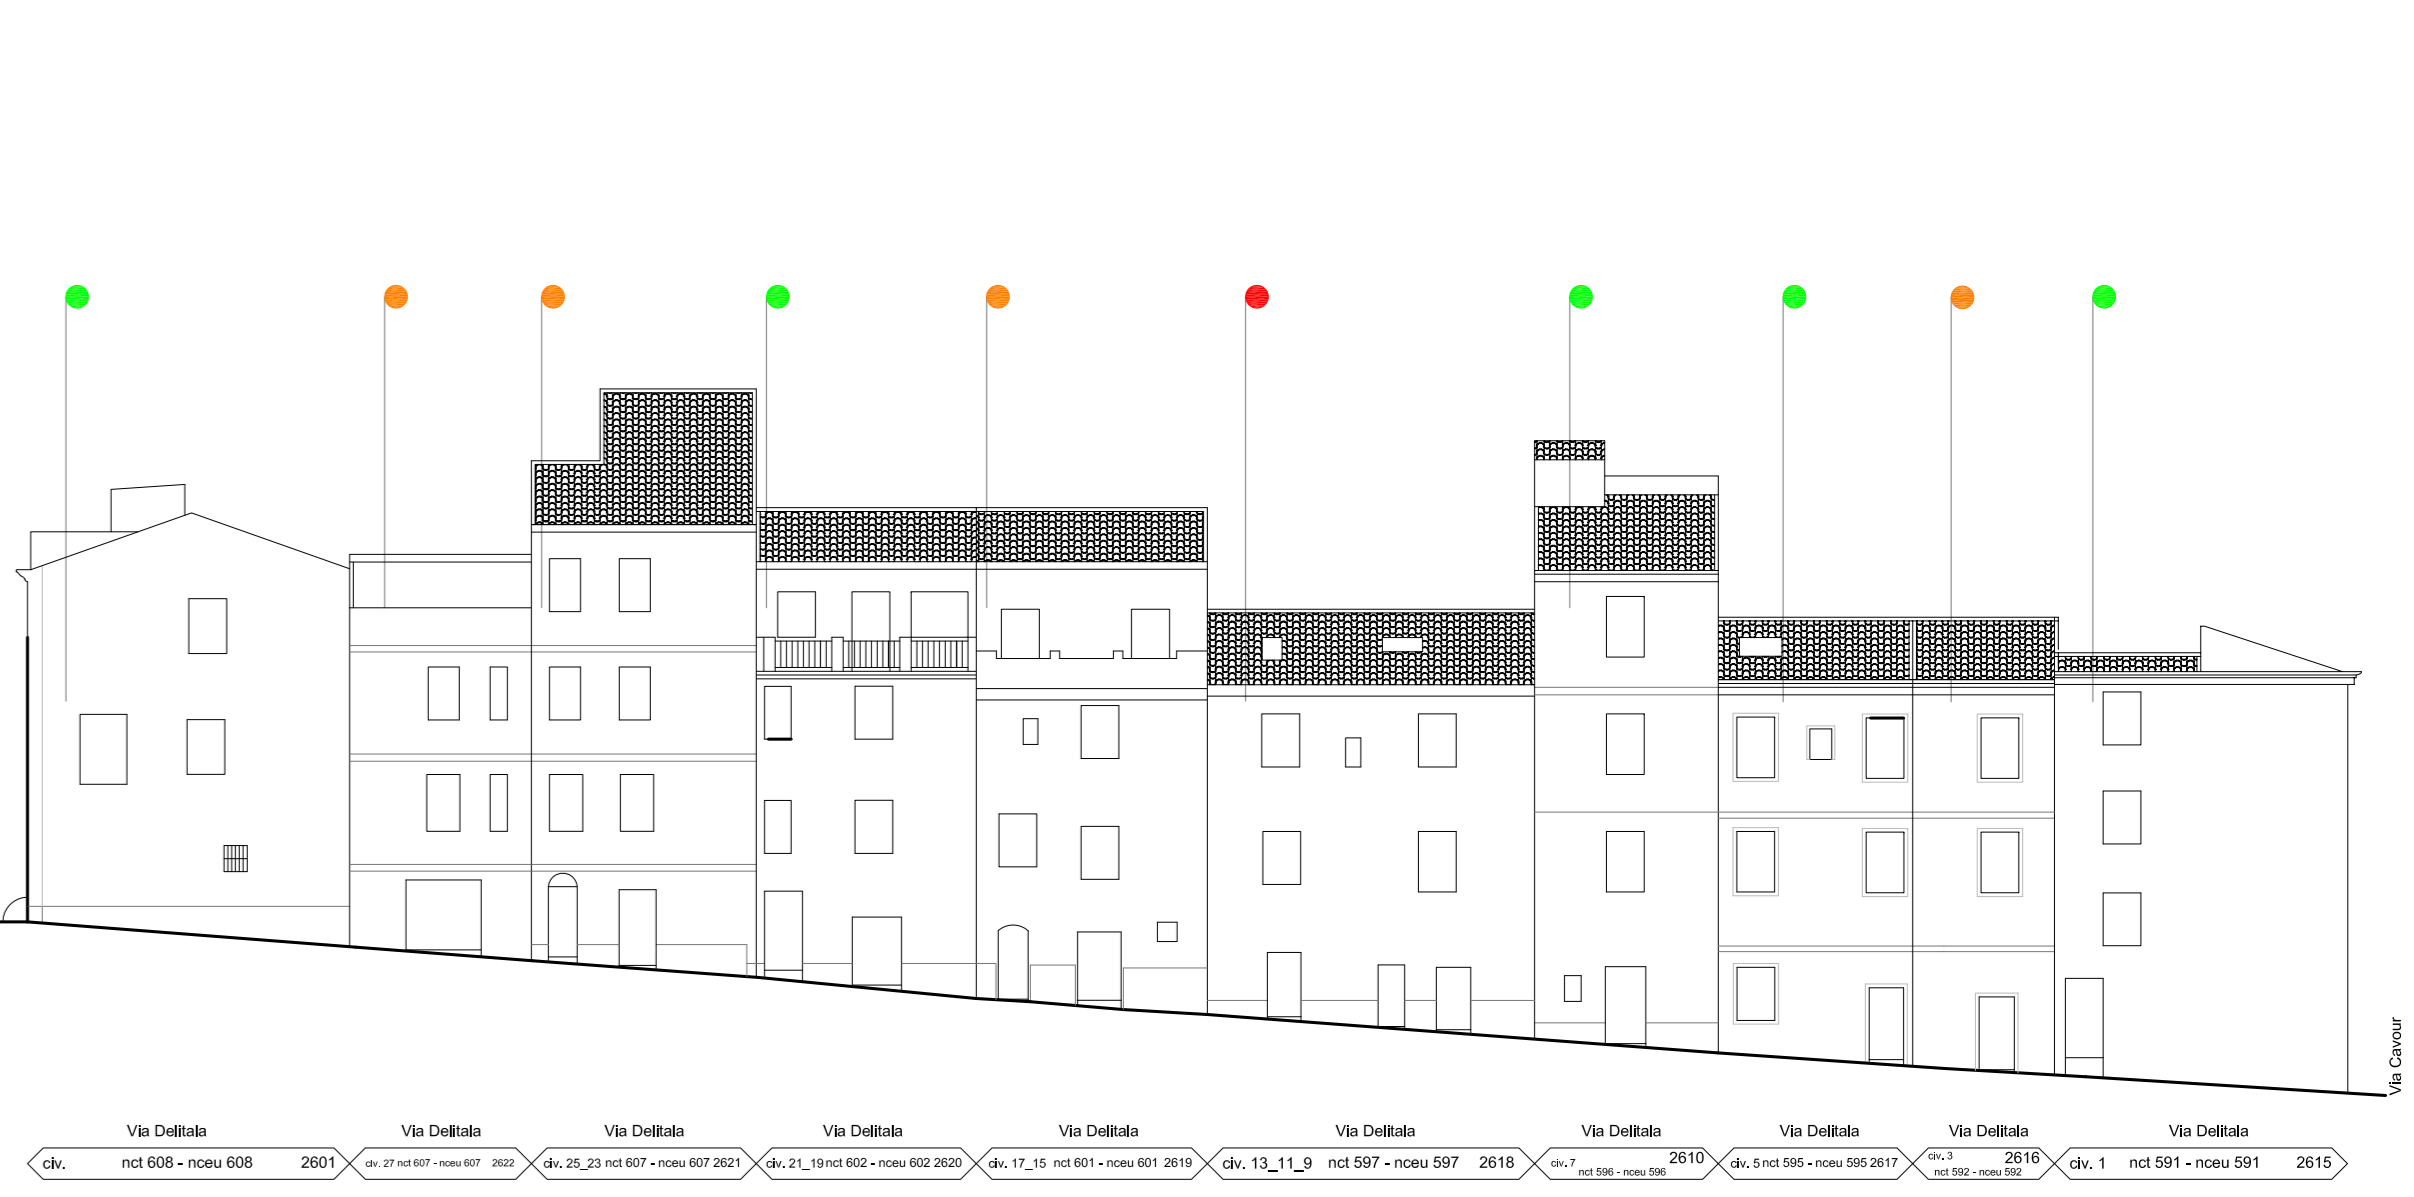 Via Cavour
Via Delitala Via Delitala Via Delitala Via Delitala Via Delitala Via Delitala Via Delitala Via Delitala Via Delitala Via Delitala
civ. nct 608 - nceu 608 2601
civ. 27 nct 607 - nceu 607 2622
civ. 25_23 nct 607 - nceu 607 2621
civ. 21_19 nct 602 - nceu 602 2620
civ. 17_15 nct 601 - nceu 601 2619
civ. 13_11_9 nct 597 - nceu 597 2618
civ. 7 2610
nct 596 - nceu 596
civ. 5 nct 595 - nceu 595 2617
civ. 3 2616
nct 592 - nceu 592
civ. 1 nct 591 - nceu 591 2615